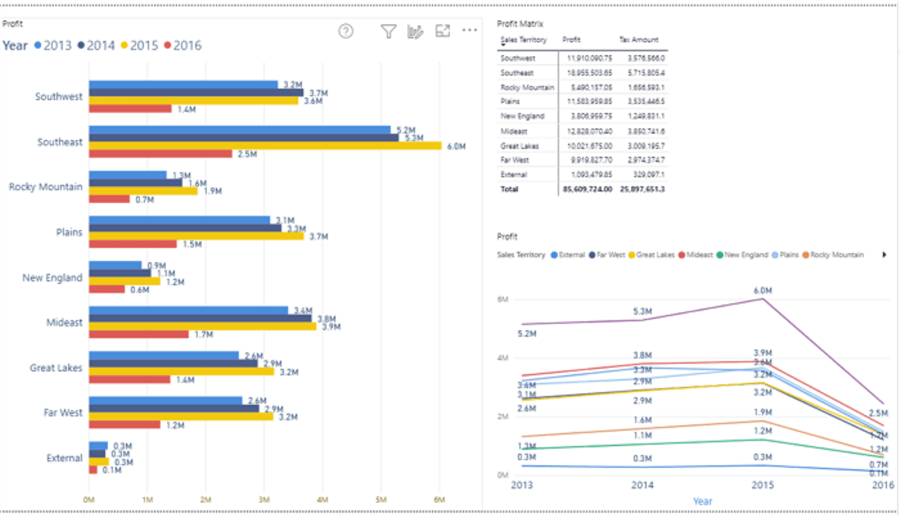 Profit
Year 2013 2014 2015 2016
Southwest
3.2M
3.7M
3.6M
1.4M
Southeast
5.2M
5.3M
6.0M
2.5M
Rocky Mountain
1.3M
1.6M
1.9M
0.7M
Plains
3.1M
3.3M
3.7M
1.5M
New England
0.9M
1.1M
1.2M
0.6M
Mideast
3.4M
3.8M
3.9M
1.7M
Great Lakes
2.6M
2.9M
3.2M
1.4M
Far West
2.6M
2.9M
3.2M
1.2M
External
0.3M
0.3M
0.3M
0.1M
0M 1M 2M 3M 4M 5M 6M
Profit Matrix
Sales Territory Profit Tax Amount
Southwest 11,910,090.75 3,576,566.0
Southeast 18,955,503.65 5,715,805.4
Rocky Mountain 5,490,157.05 1,656,593.1
Plains 11,583,959.85 3,535,446.5
New England 3,806,959.75 1,249,831.1
Mideast 12,828,070.40 3,850,741.6
Great Lakes 10,021,675.00 3,009,195.7
Far West 9,919,827.70 2,974,374.7
External 1,093,479.85 329,097.1
Total 85,609,724.00 25,897,651.3
Profit
Sales Territory External Far West Great Lakes Mideast New England Plains Rocky Mountain
6M
4M
2M
0M
5.2M
5.3M
6.0M
2.5M
3.8M
3.9M
3.6M
3.3M
3.6M
3.1M
2.9M
3.2M
2.6M
2.9M
3.2M
1.2M
1.3M
1.6M
1.9M
0.7M
1.1M
1.2M
0.3M
0.3M
0.3M
0.1M
2013 2014 2015 2016
Year